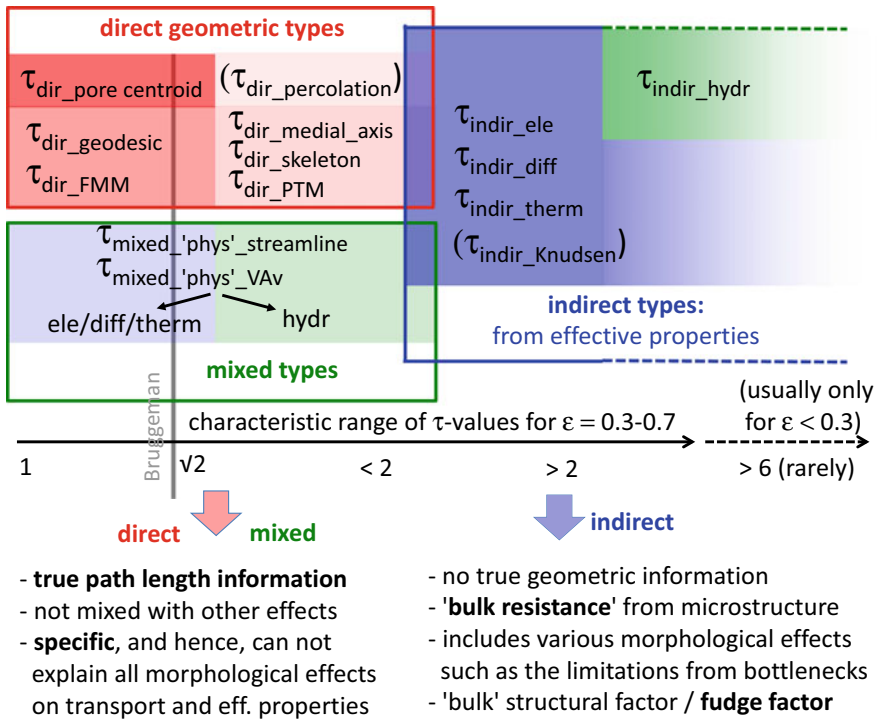 direct geometric types
τdir_pore centroid
(τdir_percolation)
τdir_geodesic
τdir_FMM
τdir_medial_axis
τdir_skeleton
τdir_PTM
τindir_hydr
τindir_ele
τindir_diff
τindir_therm
(τindir_Knudsen)
indirect types:
from effective properties
τmixed_'phys'_streamline
τmixed_'phys'_VAv
ele/diff/therm
hydr
mixed types
Bruggeman
characteristic range of τ-values for ε = 0.3-0.7
(usually only
for ε < 0.3)
1
√2
< 2
> 2
> 6 (rarely)
direct
mixed
- true path length information
- not mixed with other effects
- specific, and hence, can not
explain all morphological effects
on transport and eff. properties
indirect
- no true geometric information
- 'bulk resistance' from microstructure
- includes various morphological effects
such as the limitations from bottlenecks
- 'bulk' structural factor / fudge factor